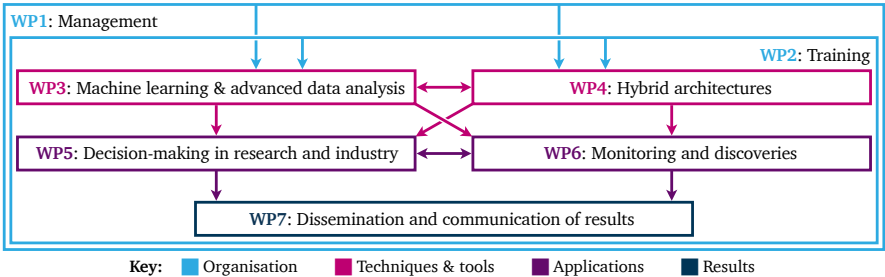 WP1: Management
WP2: Training
WP3: Machine learning & advanced data analysis
WP4: Hybrid architectures
WP5: Decision-making in research and industry
WP6: Monitoring and discoveries
WP7: Dissemination and communication of results
Key: Organisation Techniques & tools Applications Results